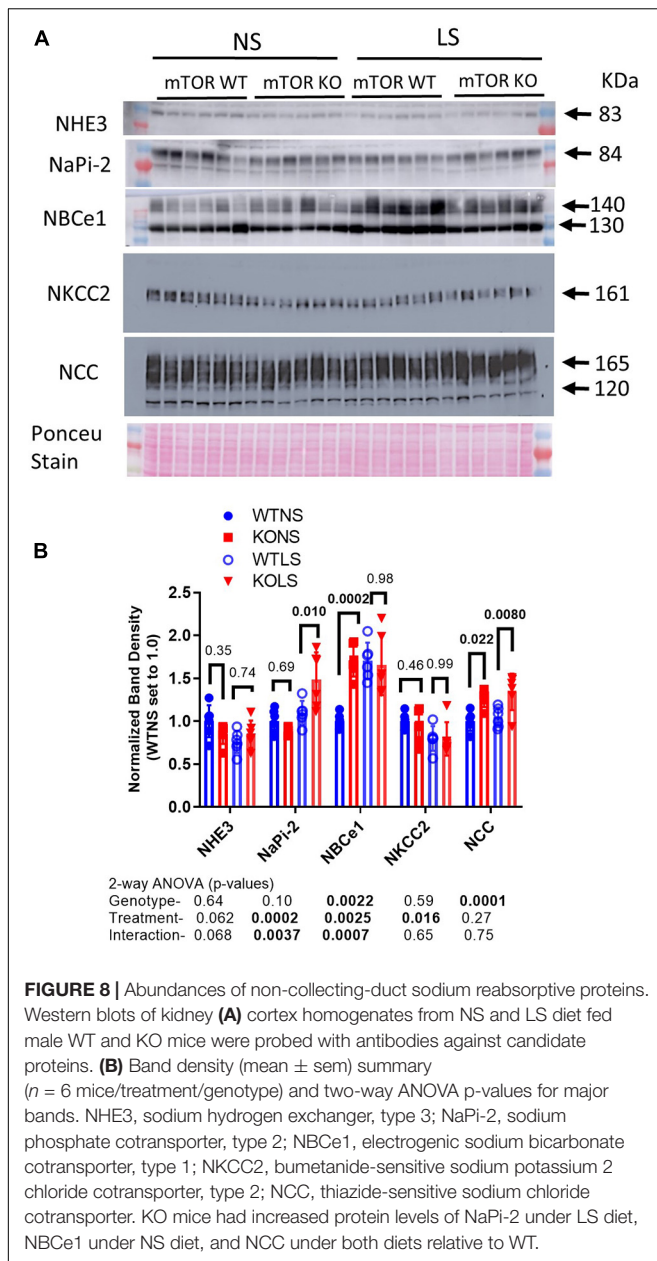 A
NS LS
mTOR WT mTOR KO mTOR WT mTOR KO KDa
NHE3 83
NaPi-2 84
NBCe1 140
130
NKCC2 161
NCC 165
120
Ponceu
Stain
B
WTNS
KONS
WTLS
KOLS
Normalized Band Density
(WTNS set to 1.0)
2.5
2.0
1.5
1.0
0.5
0.0
0.35 0.74 0.69 0.010 0.0002 0.98 0.46 0.99 0.022 0.0080
NHE3 NaPi-2 NBCe1 NKCC2 NCC
2-way ANOVA (p-values)
Genotype- 0.64 0.10 0.0022 0.59 0.0001
Treatment- 0.062 0.0002 0.0025 0.016 0.27
Interaction- 0.068 0.0037 0.0007 0.65 0.75
FIGURE 8 | Abundances of non-collecting-duct sodium reabsorptive proteins.
Western blots of kidney (A) cortex homogenates from NS and LS diet fed
male WT and KO mice were probed with antibodies against candidate
proteins. (B) Band density (mean ± sem) summary
(n = 6 mice/treatment/genotype) and two-way ANOVA p-values for major
bands. NHE3, sodium hydrogen exchanger, type 3; NaPi-2, sodium
phosphate cotransporter, type 2; NBCe1, electrogenic sodium bicarbonate
cotransporter, type 1; NKCC2, bumetanide-sensitive sodium potassium 2
chloride cotransporter, type 2; NCC, thiazide-sensitive sodium chloride
cotransporter. KO mice had increased protein levels of NaPi-2 under LS diet,
NBCe1 under NS diet, and NCC under both diets relative to WT.